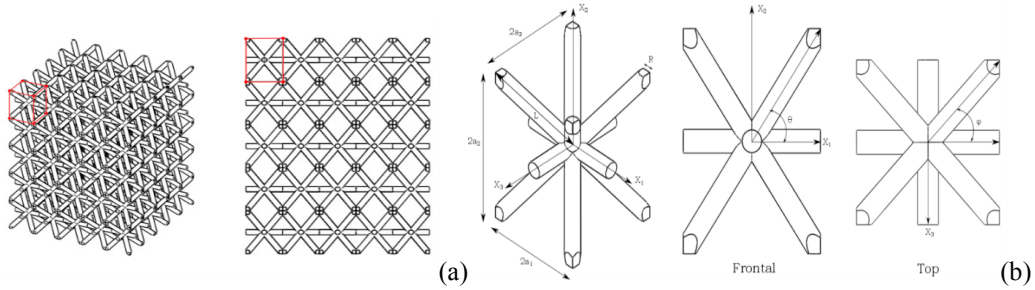 (a)
X₂
2a₃
R
2a₂
L
X₃
X₁
2a₁
X₂
θ
X₁
Frontal
φ
X₃
Top
(b)